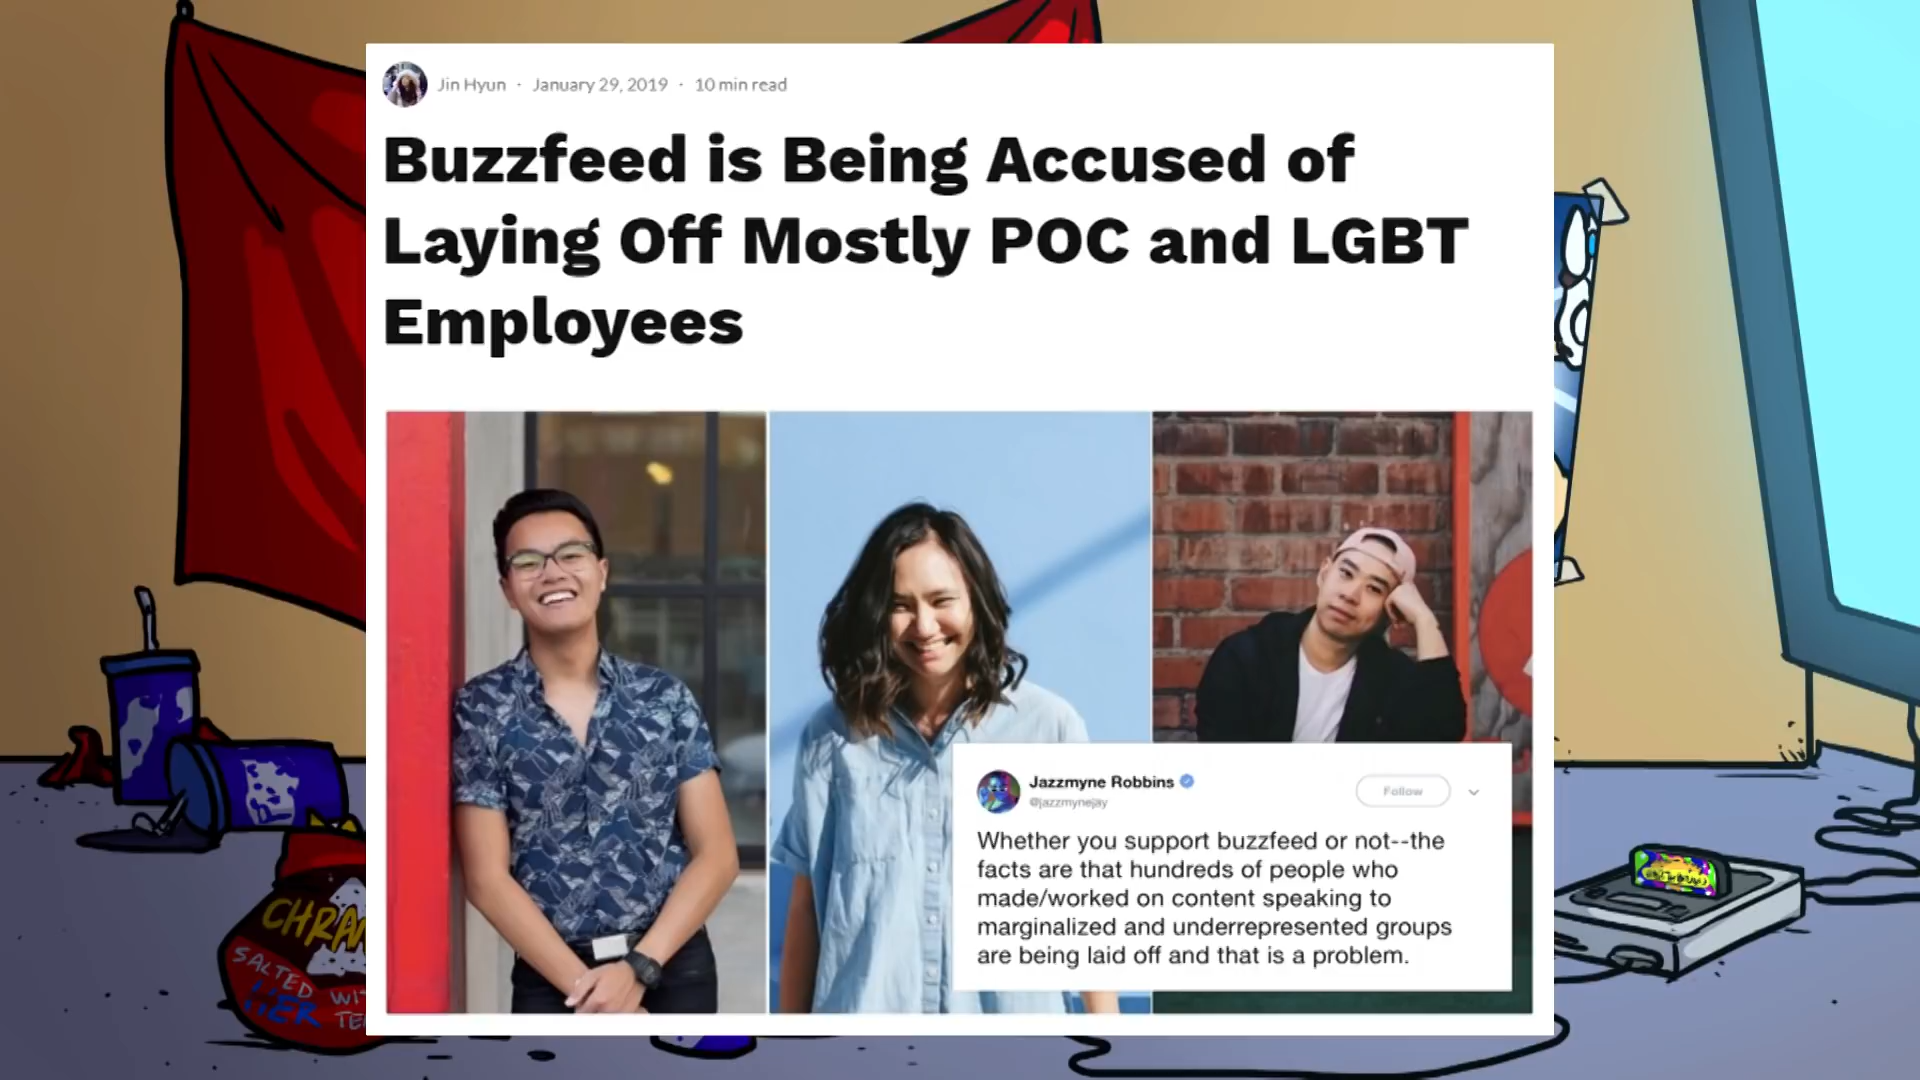 Jin Hyun · January 29, 2019 · 10 min read
Buzzfeed is Being Accused of
Laying Off Mostly POC and LGBT
Employees
Jazzmyne Robbins
@jazzmynejay
Follow
Whether you support buzzfeed or not--the
facts are that hundreds of people who
made/worked on content speaking to
marginalized and underrepresented groups
are being laid off and that is a problem.
SALTED